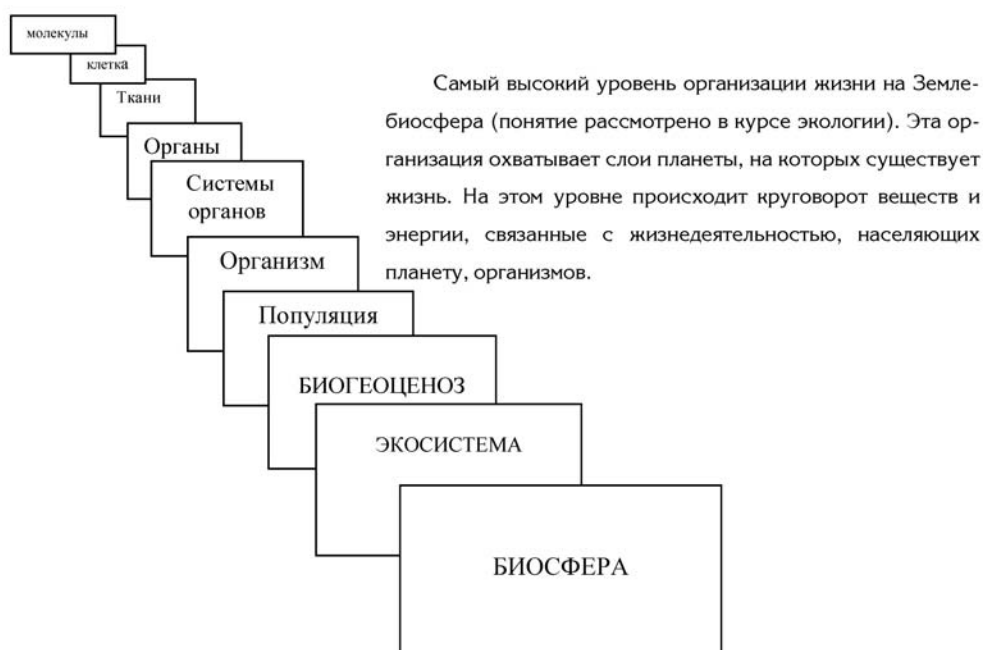 молекулы
клетка
Ткани
Органы
Системы
органов
Организм
Популяция
БИОГЕОЦЕНОЗ
ЭКОСИСТЕМА
БИОСФЕРА
Самый высокий уровень организации жизни на Земле-
биосфера (понятие рассмотрено в курсе экологии). Эта ор-
ганизация охватывает слои планеты, на которых существует
жизнь. На этом уровне происходит круговорот веществ и
энергии, связанные с жизнедеятельностью, населяющих
планету, организмов.